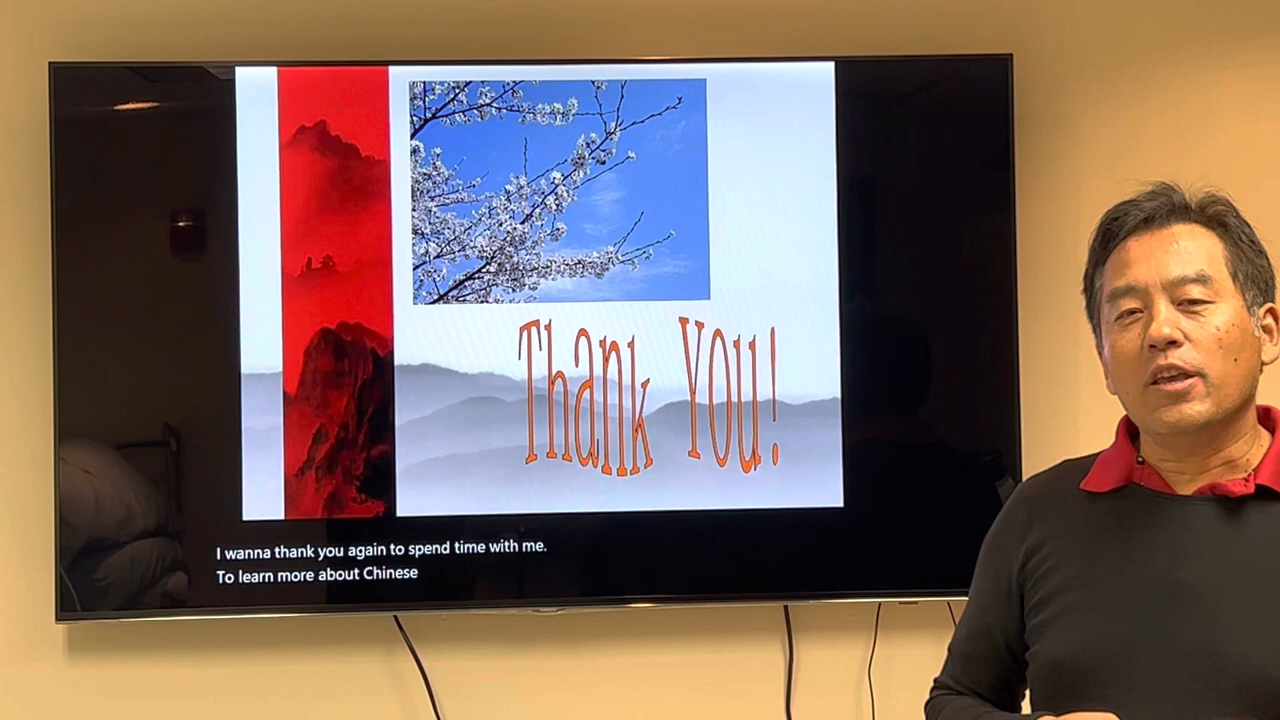 Thank You!
I wanna thank you again to spend time with me.
To learn more about Chinese